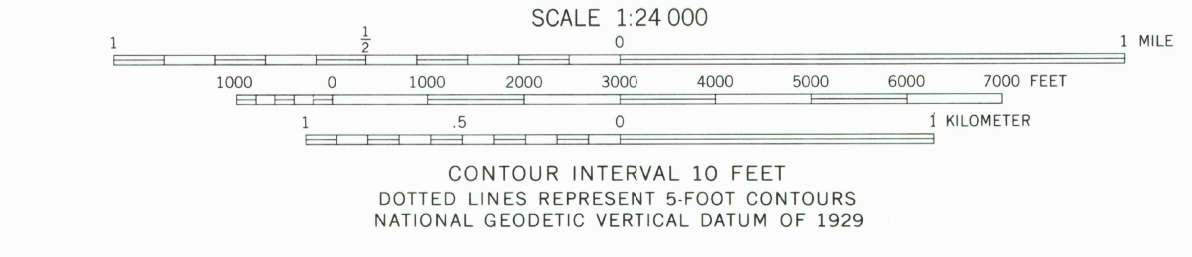 SCALE 1:24 000
1 1/2 0 1 MILE
1000 0 1000 2000 3000 4000 5000 6000 7000 FEET
1 .5 0 1 KILOMETER
CONTOUR INTERVAL 10 FEET
DOTTED LINES REPRESENT 5-FOOT CONTOURS
NATIONAL GEODETIC VERTICAL DATUM OF 1929